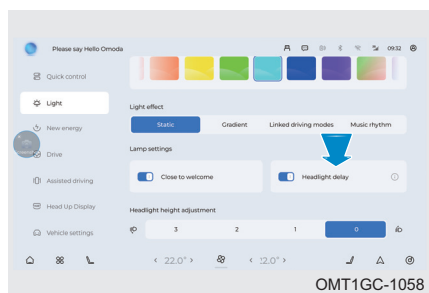 Please say Hello Omoda
09:32
Quick control
Light
Light effect
Static Gradient Linked driving modes Music rhythm
New energy
Lamp settings
Drive
Close to welcome Headlight delay
Assisted driving
Head Up Display
Headlight height adjustment
3 2 1 0
Vehicle settings
22.0° 22.0°
OMT1GC-1058